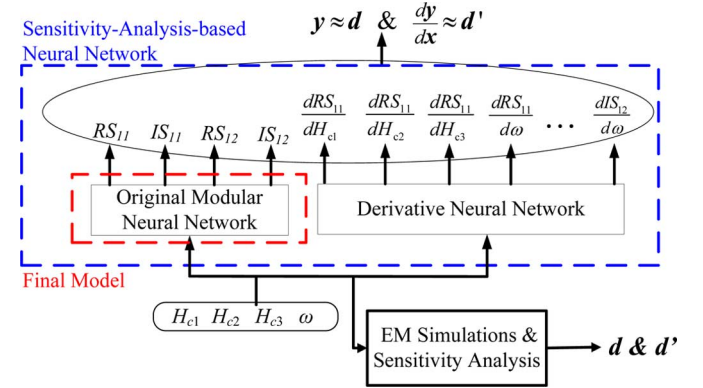 Sensitivity-Analysis-based
Neural Network
y ≈ d & dy/dx ≈ d'
RS11 IS11 RS12 IS12 dRS11/dHc1 dRS11/dHc2 dRS11/dHc3 dRS11/dω ··· dIS12/dω
Original Modular
Neural Network
Derivative Neural Network
Final Model
Hc1 Hc2 Hc3 ω
EM Simulations &
Sensitivity Analysis
d & d'